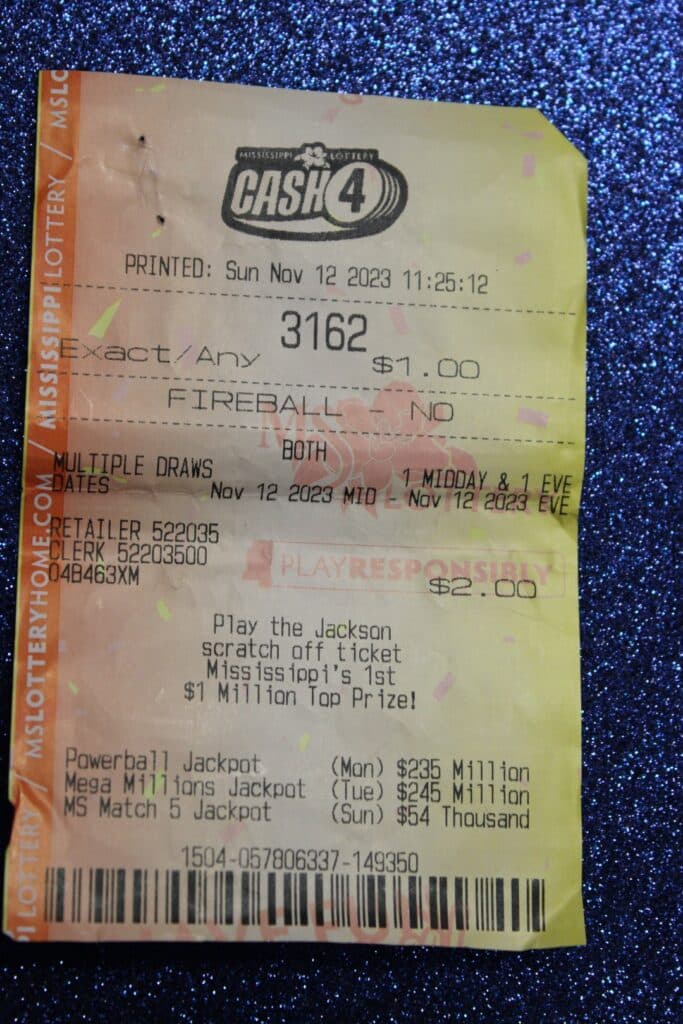 MISSISSIPPI LOTTERY
CASH 4
PRINTED: Sun Nov 12 2023 11:25:12
3162
Exact/Any $1.00
FIREBALL - NO
BOTH
MULTIPLE DRAWS 1 MIDDAY & 1 EVE
DATES Nov 12 2023 MID - Nov 12 2023 EVE
RETAILER 522035
CLERK 52203500
04B463XM
PLAYRESPONSIBLY
$2.00
Play the Jackson
scratch off ticket
Mississippi's 1st
$1 Million Top Prize!
Powerball Jackpot (Mon) $235 Million
Mega Millions Jackpot (Tue) $245 Million
MS Match 5 Jackpot (Sun) $54 Thousand
1504-057806337-149350
LOTTERY / MSLOTTERYHOME.COM / MISSISSIPPI LOTTERY / MSLO